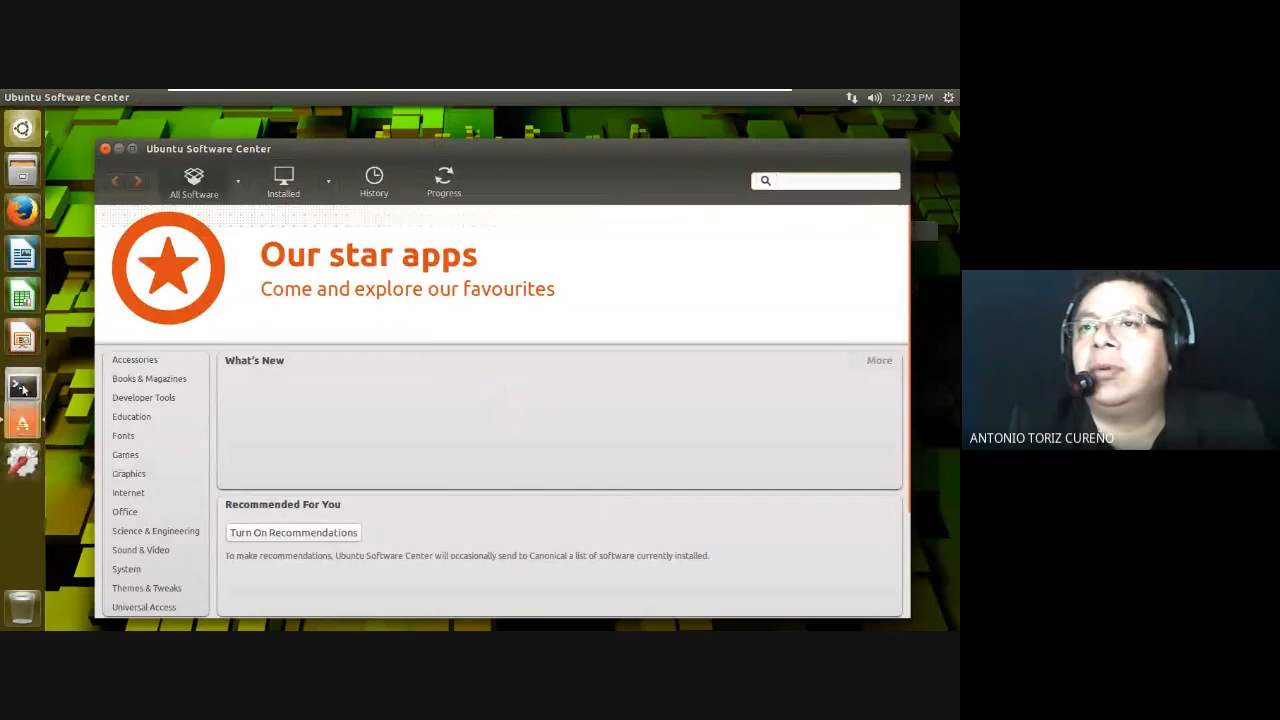 Ubuntu Software Center
12:23 PM
Ubuntu Software Center
All Software
Installed
History
Progress
Our star apps
Come and explore our favourites
Accessories
Books & Magazines
Developer Tools
Education
Fonts
Games
Graphics
Internet
Office
Science & Engineering
Sound & Video
System
Themes & Tweaks
Universal Access
What's New
More
Recommended For You
Turn On Recommendations
To make recommendations, Ubuntu Software Center will occasionally send to Canonical a list of software currently installed.
ANTONIO TORIZ CUREÑO